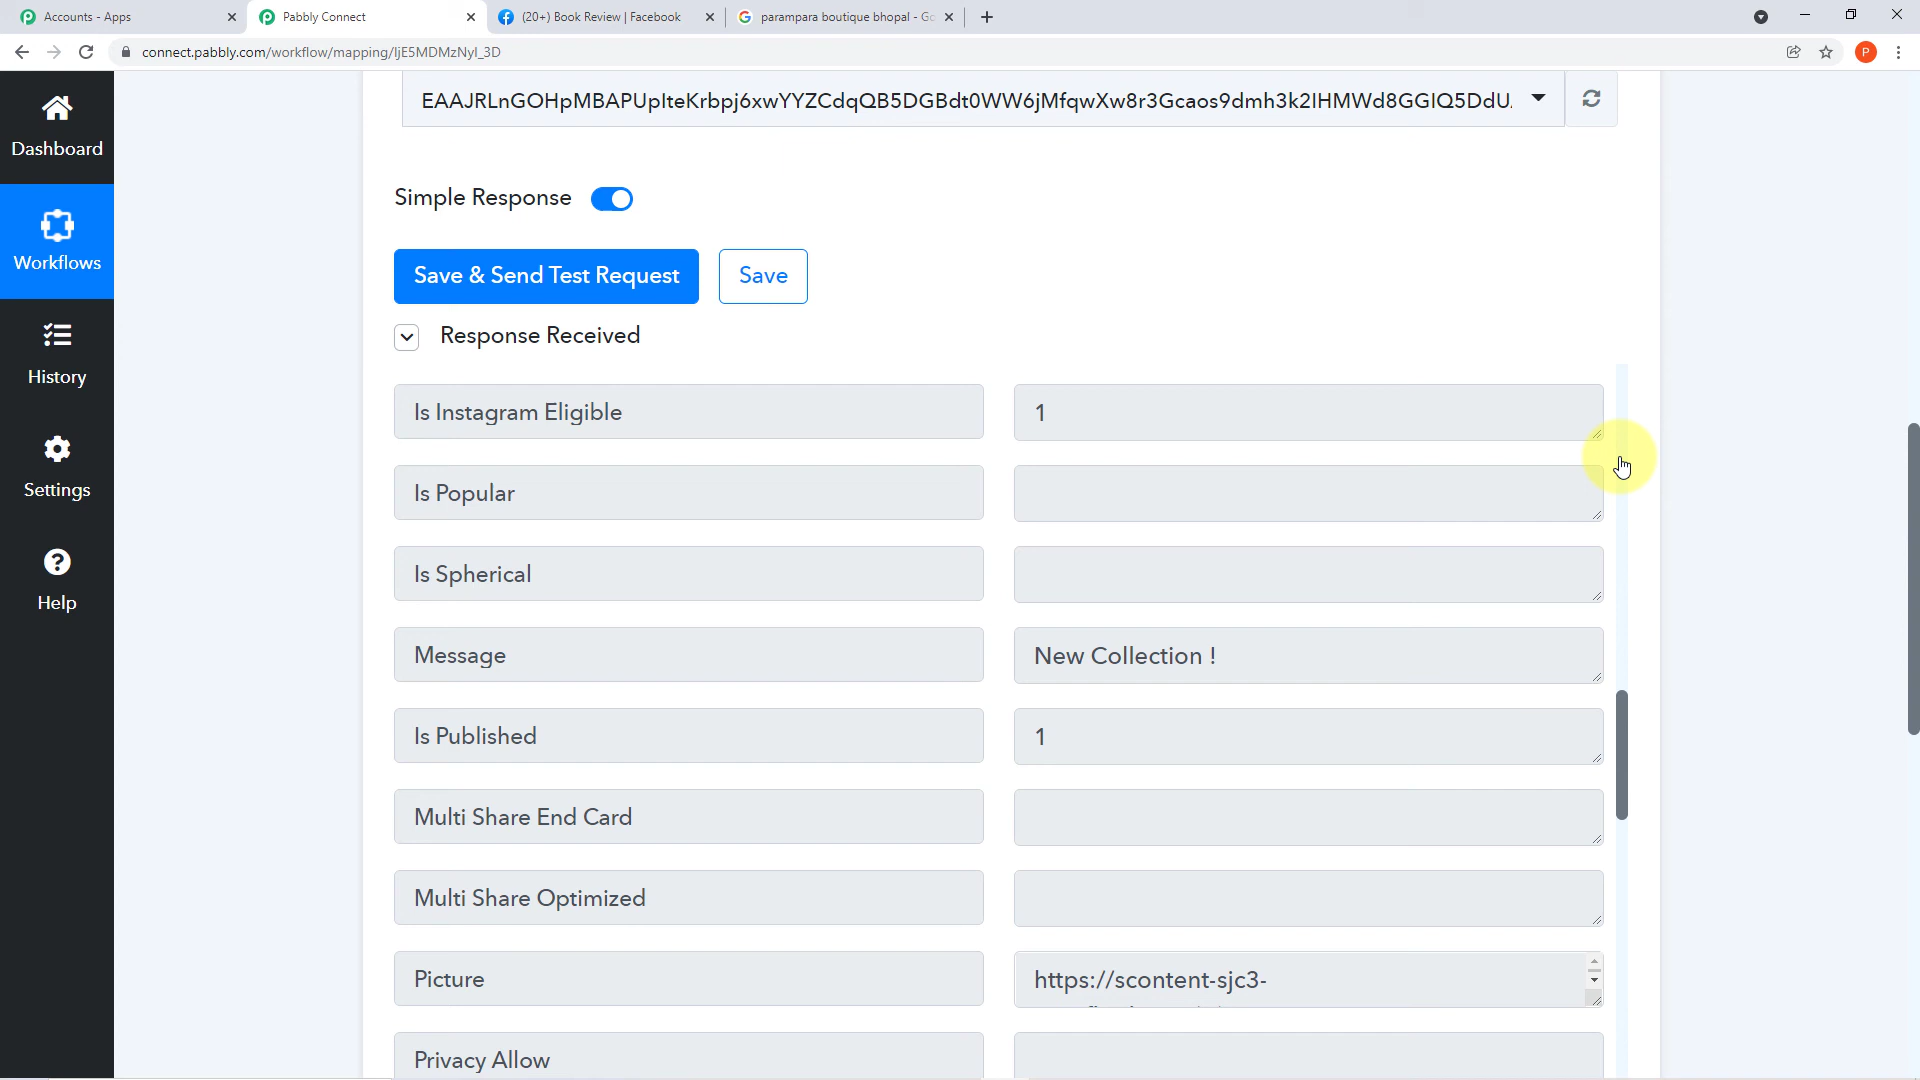 Accounts - Apps
Pabbly Connect
(20+) Book Review | Facebook
parampara boutique bhopal - Go
connect.pabbly.com/workflow/mapping/IjE5MDMzNyI_3D
P
Dashboard
Workflows
History
Settings
Help
EAAJRLnGOHpMBAPUpIteKrbpj6xwYYZCdqQB5DGBdt0WW6jMfqwXw8r3Gcaos9dmh3k2IHMWd8GGIQ5DdU
Simple Response
Save & Send Test Request
Save
Response Received
Is Instagram Eligible
1
Is Popular
Is Spherical
Message
New Collection !
Is Published
1
Multi Share End Card
Multi Share Optimized
Picture
https://scontent-sjc3-
Privacy Allow